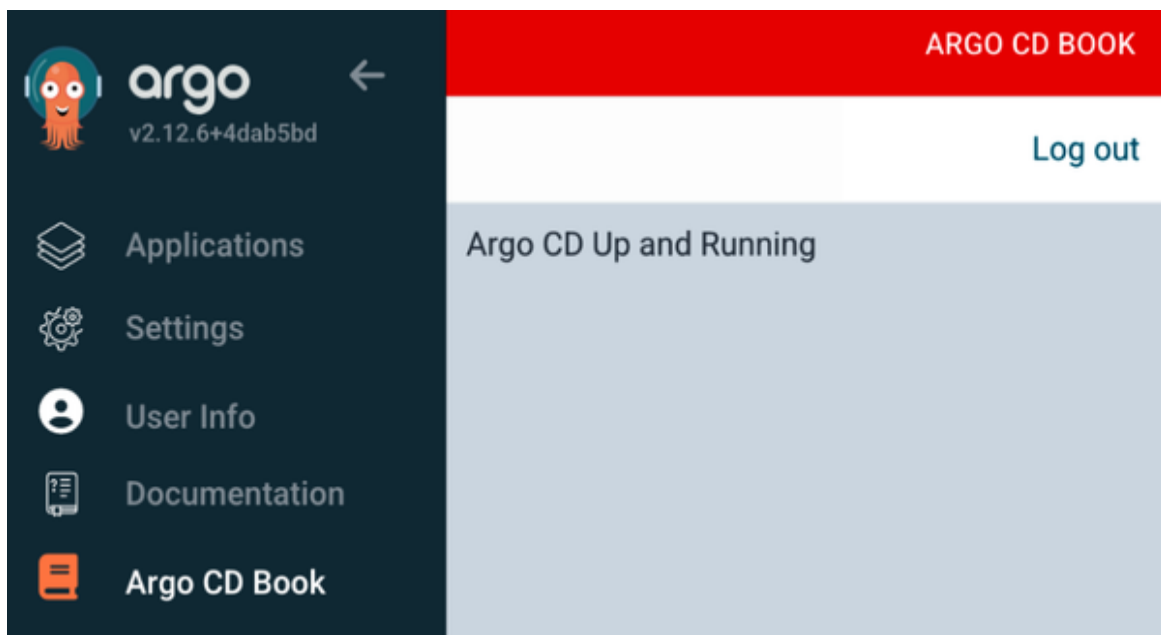 argo
v2.12.6+4dab5bd
Applications
Settings
User Info
Documentation
Argo CD Book
ARGO CD BOOK
Log out
Argo CD Up and Running